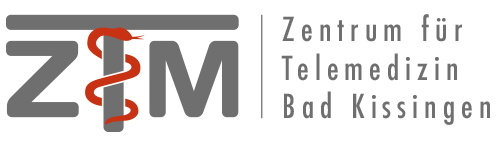 ZTM
Zentrum für
Telemedizin
Bad Kissingen